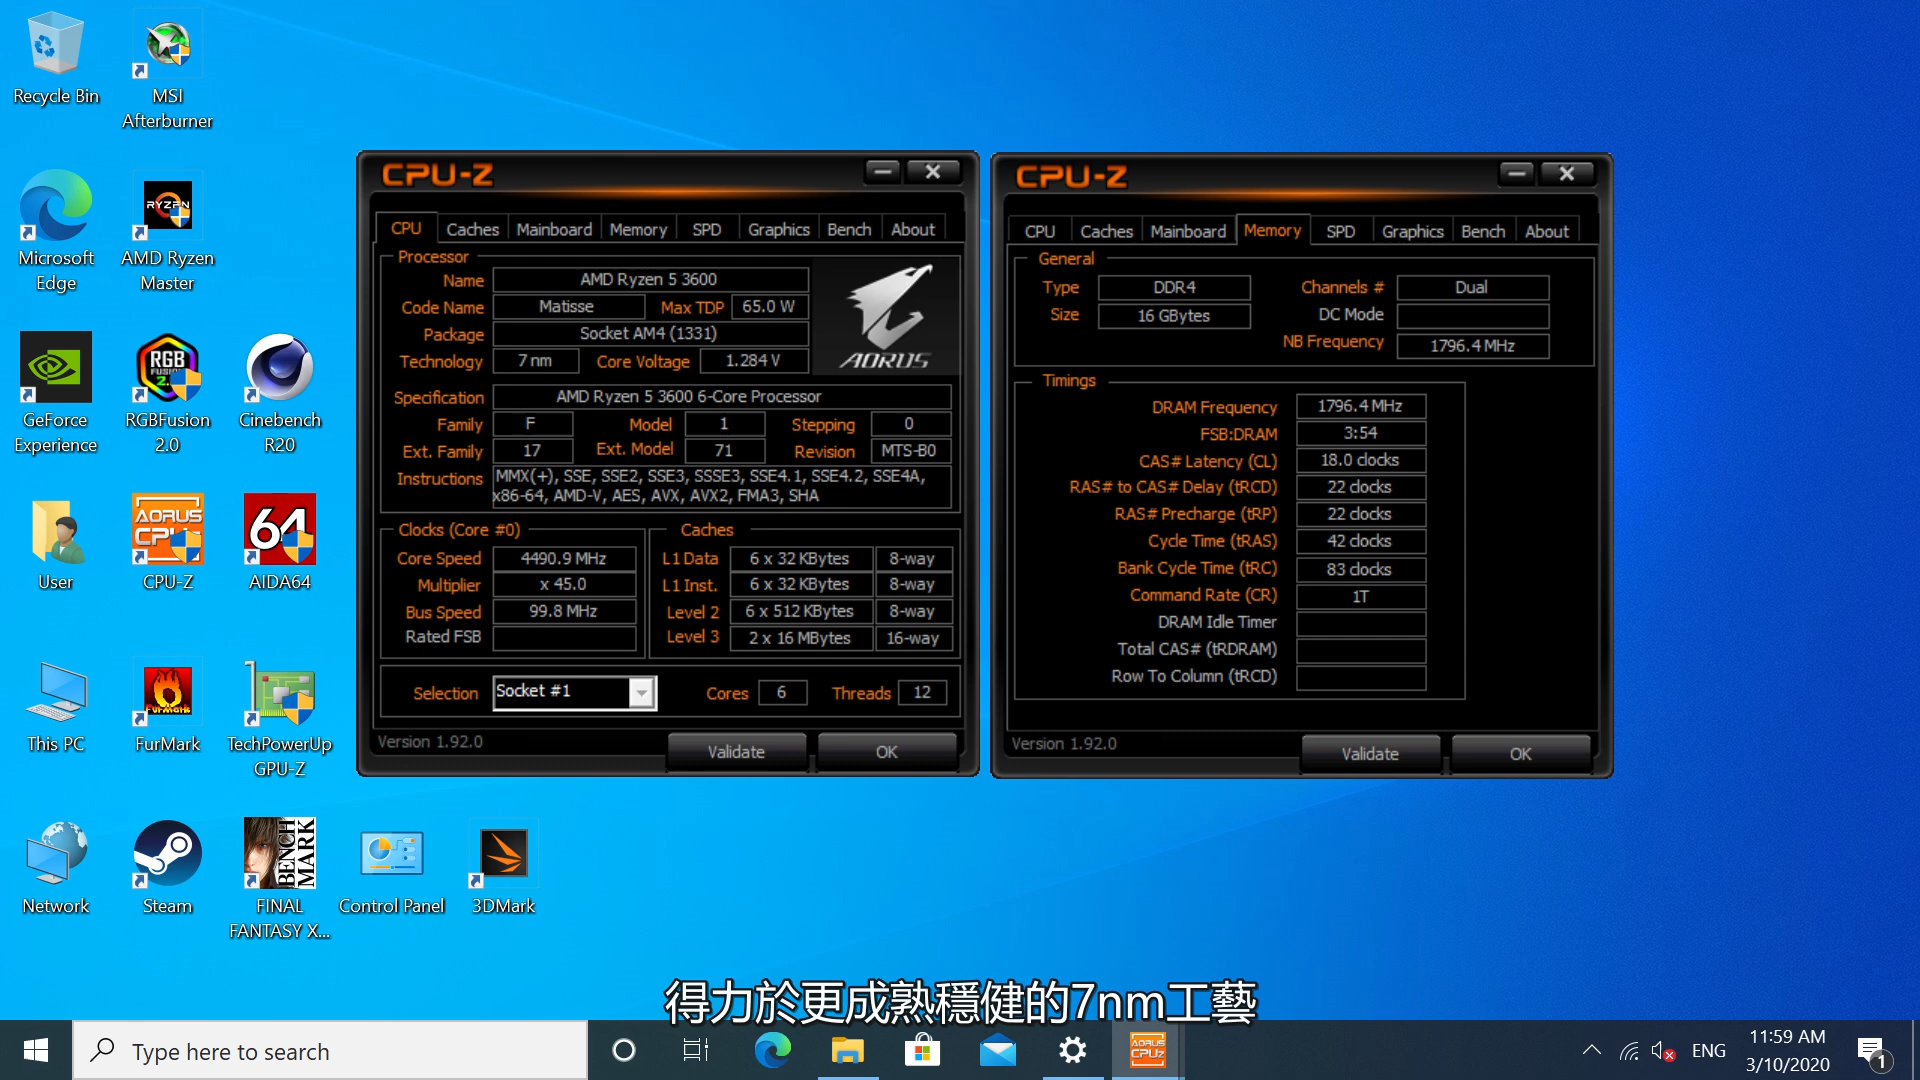 Recycle Bin
MSI
Afterburner
Microsoft
Edge
RYZEN
AMD Ryzen
Master
GeForce
Experience
RGB
FUSION
2.0
RGBFusion
2.0
Cinebench
R20
User
AORUS
CPU-Z
CPU-Z
64
AIDA64
This PC
FurMark
FurMark
TechPowerUp
GPU-Z
Network
Steam
BENCH
MARK
FINAL
FANTASY X...
Control Panel
3DMark
CPU-Z
CPU Caches Mainboard Memory SPD Graphics Bench About
Processor
Name AMD Ryzen 5 3600
Code Name Matisse Max TDP 65.0 W
Package Socket AM4 (1331)
Technology 7 nm Core Voltage 1.284 V
AORUS
Specification AMD Ryzen 5 3600 6-Core Processor
Family F Model 1 Stepping 0
Ext. Family 17 Ext. Model 71 Revision MTS-B0
Instructions MMX(+), SSE, SSE2, SSE3, SSSE3, SSE4.1, SSE4.2, SSE4A,
x86-64, AMD-V, AES, AVX, AVX2, FMA3, SHA
Clocks (Core #0)
Core Speed 4490.9 MHz
Multiplier x 45.0
Bus Speed 99.8 MHz
Rated FSB
Caches
L1 Data 6 x 32 KBytes 8-way
L1 Inst. 6 x 32 KBytes 8-way
Level 2 6 x 512 KBytes 8-way
Level 3 2 x 16 MBytes 16-way
Selection Socket #1 Cores 6 Threads 12
Version 1.92.0
Validate OK
CPU-Z
CPU Caches Mainboard Memory SPD Graphics Bench About
General
Type DDR4 Channels # Dual
Size 16 GBytes DC Mode
NB Frequency 1796.4 MHz
Timings
DRAM Frequency 1796.4 MHz
FSB:DRAM 3:54
CAS# Latency (CL) 18.0 clocks
RAS# to CAS# Delay (tRCD) 22 clocks
RAS# Precharge (tRP) 22 clocks
Cycle Time (tRAS) 42 clocks
Bank Cycle Time (tRC) 83 clocks
Command Rate (CR) 1T
DRAM Idle Timer
Total CAS# (tRDRAM)
Row To Column (tRCD)
Version 1.92.0
Validate OK
得力於更成熟穩健的7nm工藝
Type here to search
AORUS
CPUZ
ENG
11:59 AM
3/10/2020
1